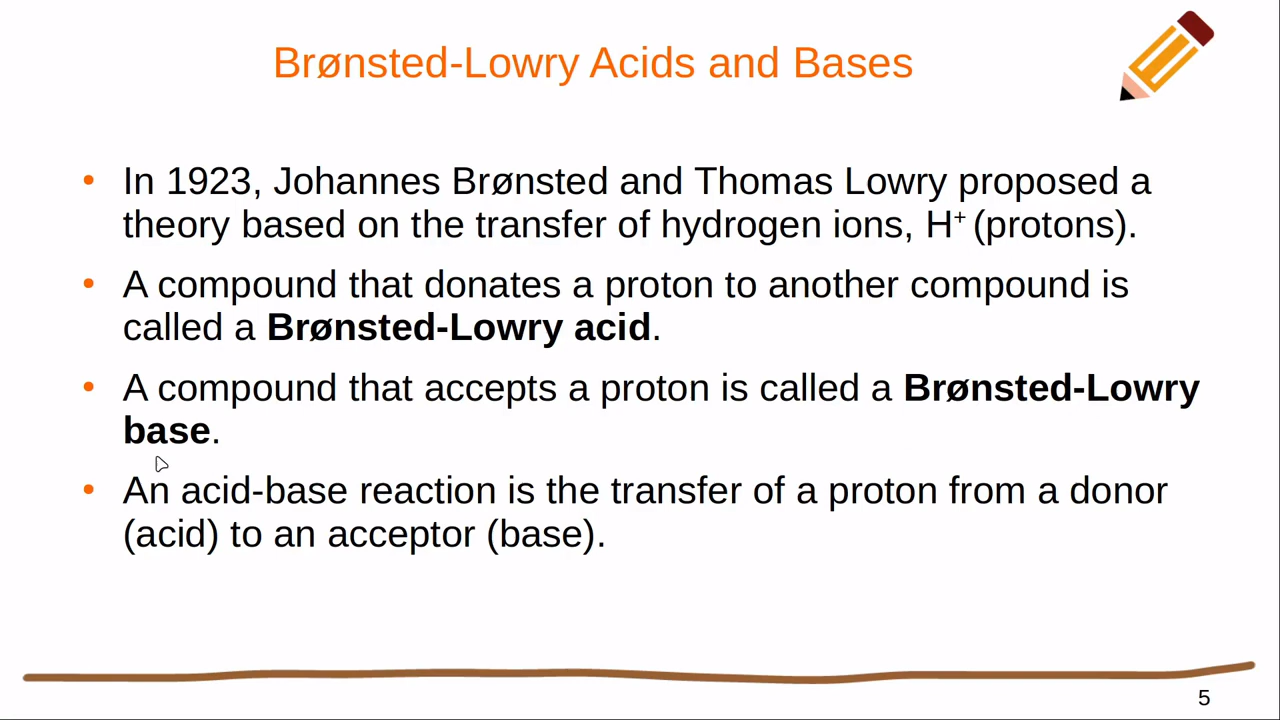 Brønsted-Lowry Acids and Bases
• In 1923, Johannes Brønsted and Thomas Lowry proposed a
theory based on the transfer of hydrogen ions, H⁺ (protons).
• A compound that donates a proton to another compound is
called a Brønsted-Lowry acid.
• A compound that accepts a proton is called a Brønsted-Lowry
base.
• An acid-base reaction is the transfer of a proton from a donor
(acid) to an acceptor (base).
5